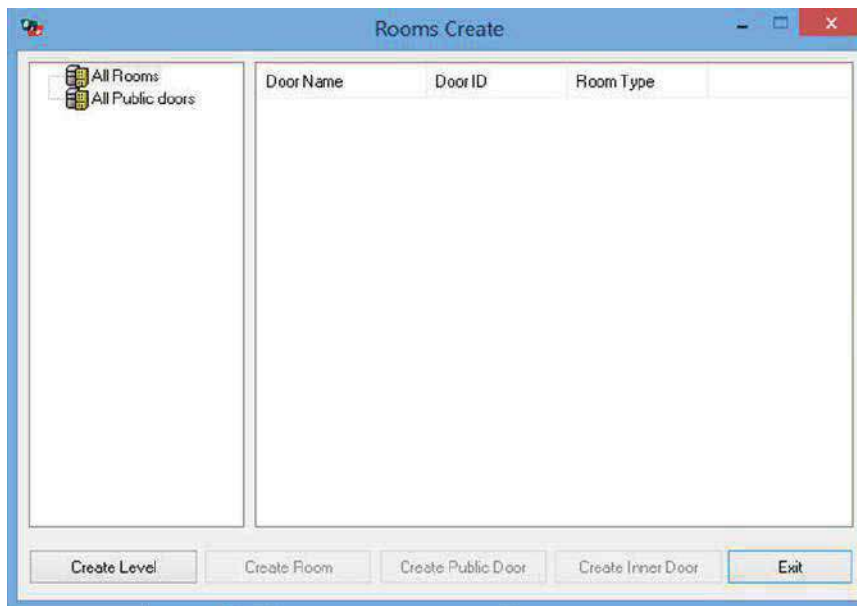 Rooms Create
All Rooms
All Public doors
Door Name Door ID Room Type
Create Level Create Room Create Public Door Create Inner Door Exit